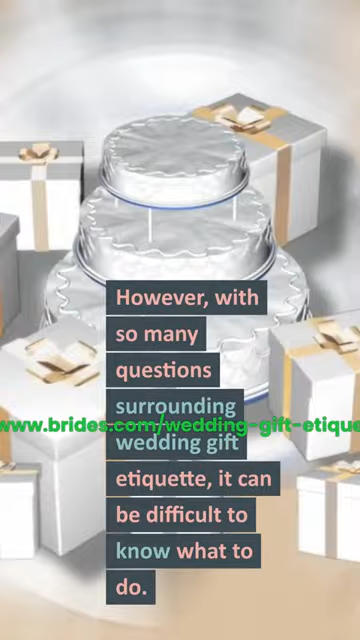 However, with
so many
questions
surrounding
www.brides.com/wedding-gift-etique
wedding gift
etiquette, it can
be difficult to
know what to
do.